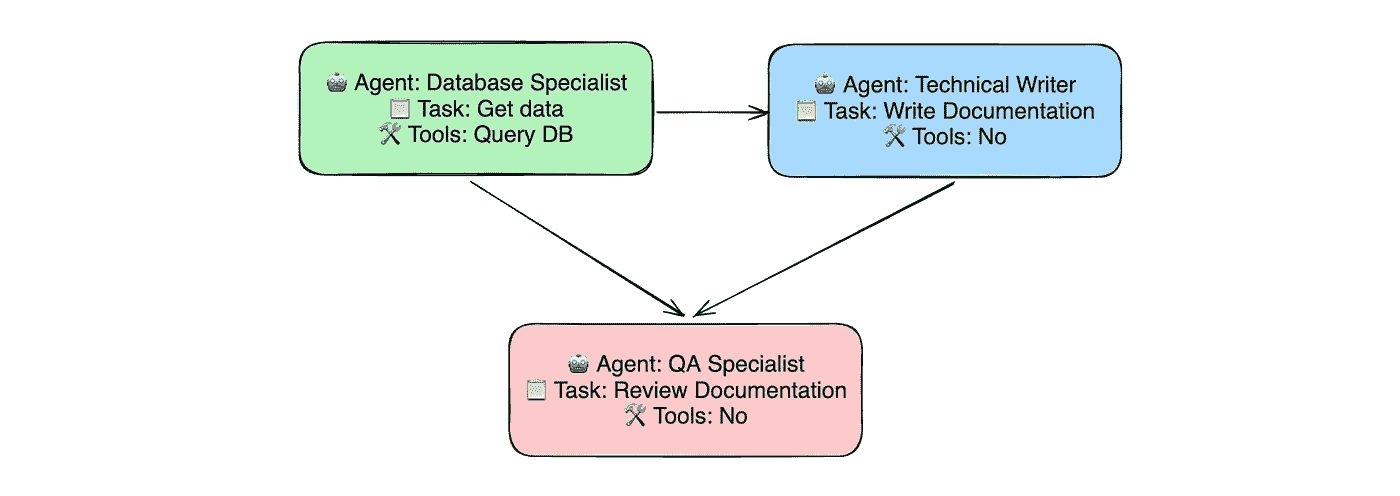 🤖 Agent: Database Specialist
🗒️ Task: Get data
🛠️ Tools: Query DB
🤖 Agent: Technical Writer
🗒️ Task: Write Documentation
🛠️ Tools: No
🤖 Agent: QA Specialist
🗒️ Task: Review Documentation
🛠️ Tools: No